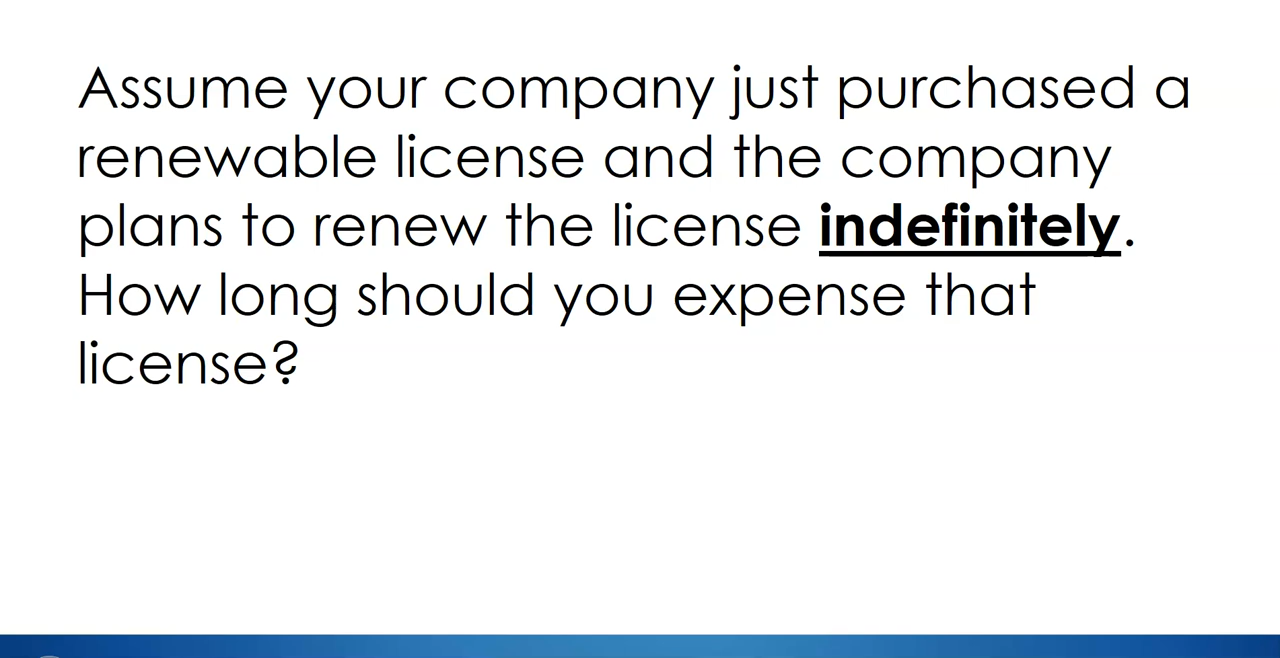 Assume your company just purchased a
renewable license and the company
plans to renew the license indefinitely.
How long should you expense that
license?